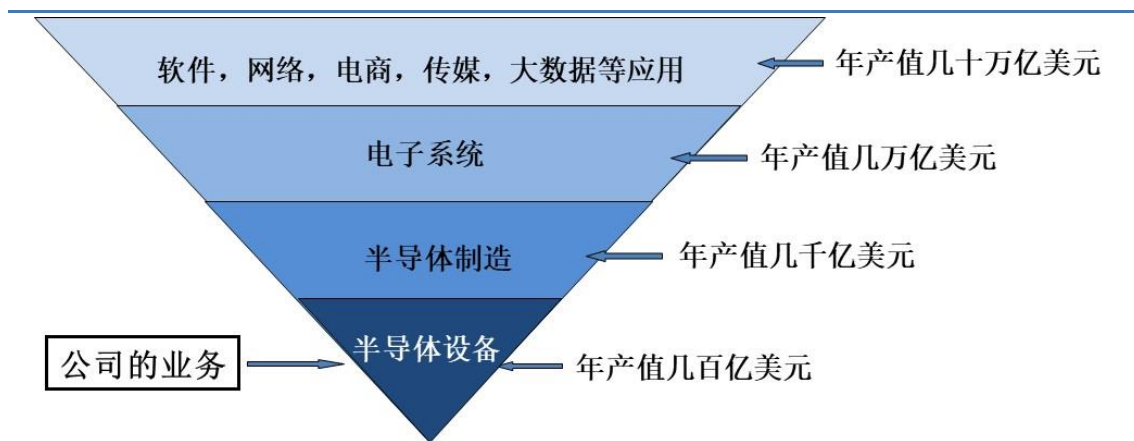 软件，网络，电商，传媒，大数据等应用
年产值几十万亿美元
电子系统
年产值几万亿美元
半导体制造
年产值几千亿美元
半导体设备
公司的业务
年产值几百亿美元